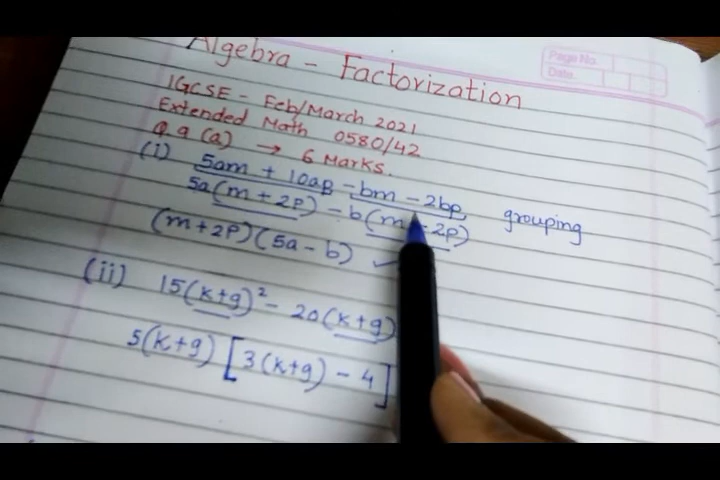 Algebra - Factorization
Page No.
Date.
IGCSE - Feb/March 2021
Extended Math 0580/42
Q 9 (a) → 6 Marks.
(i) 5am + 10ap - bm - 2bp
5a(m + 2p) - b(m + 2p) grouping
(m+2p)(5a - b) ✓
(ii) 15(k+g)² - 20(k+g)
5(k+g) [3(k+g) - 4]